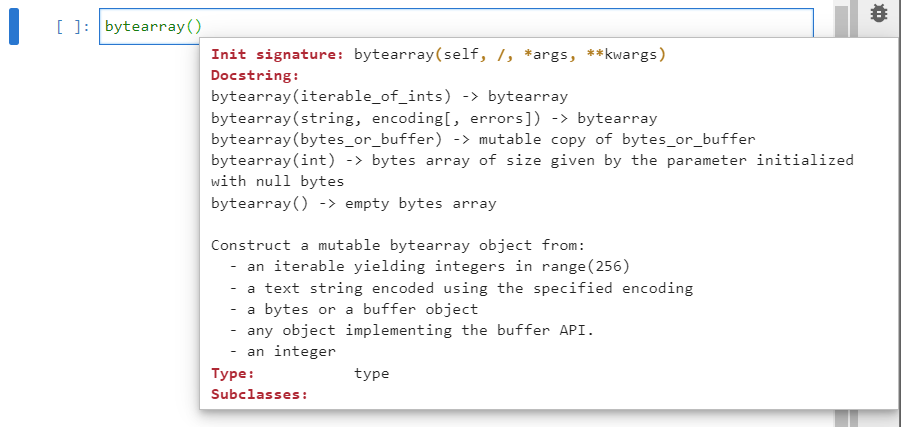 [ ]: bytearray()
Init signature: bytearray(self, /, *args, **kwargs)
Docstring:
bytearray(iterable_of_ints) -> bytearray
bytearray(string, encoding[, errors]) -> bytearray
bytearray(bytes_or_buffer) -> mutable copy of bytes_or_buffer
bytearray(int) -> bytes array of size given by the parameter initialized
with null bytes
bytearray() -> empty bytes array
Construct a mutable bytearray object from:
- an iterable yielding integers in range(256)
- a text string encoded using the specified encoding
- a bytes or a buffer object
- any object implementing the buffer API.
- an integer
Type: type
Subclasses: